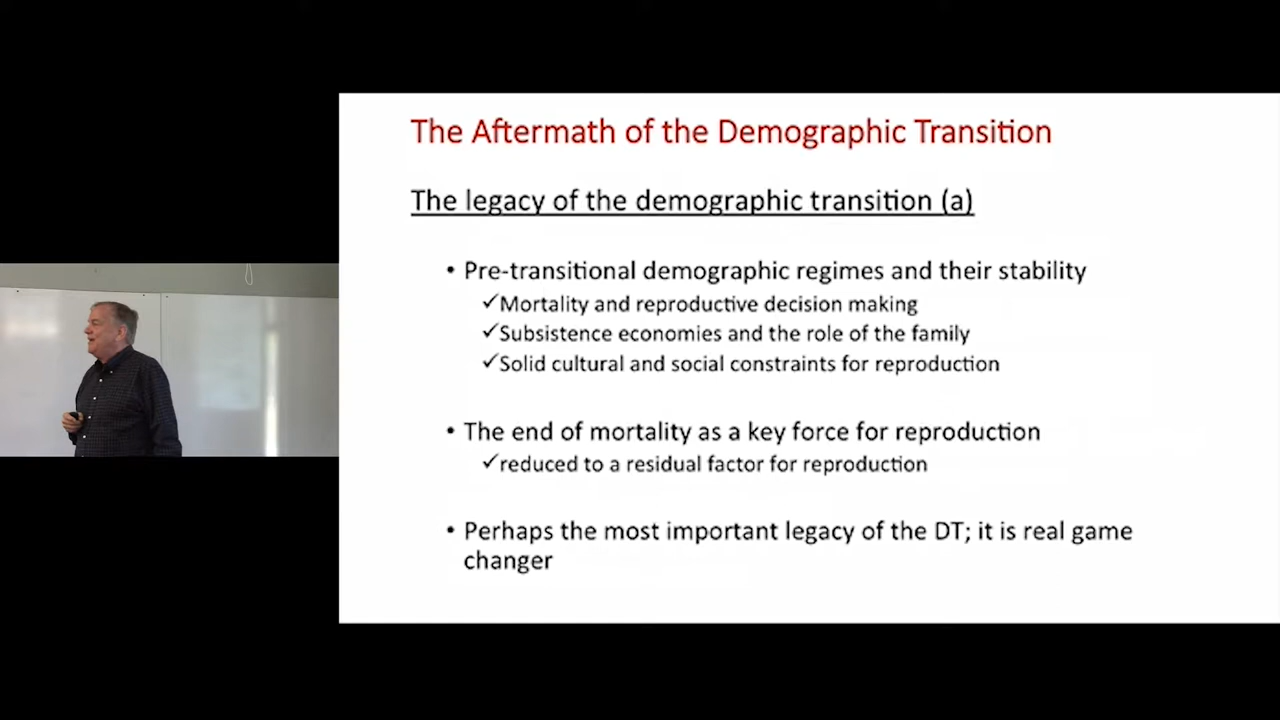 The Aftermath of the Demographic Transition
The legacy of the demographic transition (a)
• Pre-transitional demographic regimes and their stability
✓Mortality and reproductive decision making
✓Subsistence economies and the role of the family
✓Solid cultural and social constraints for reproduction
• The end of mortality as a key force for reproduction
✓reduced to a residual factor for reproduction
• Perhaps the most important legacy of the DT; it is real game
changer